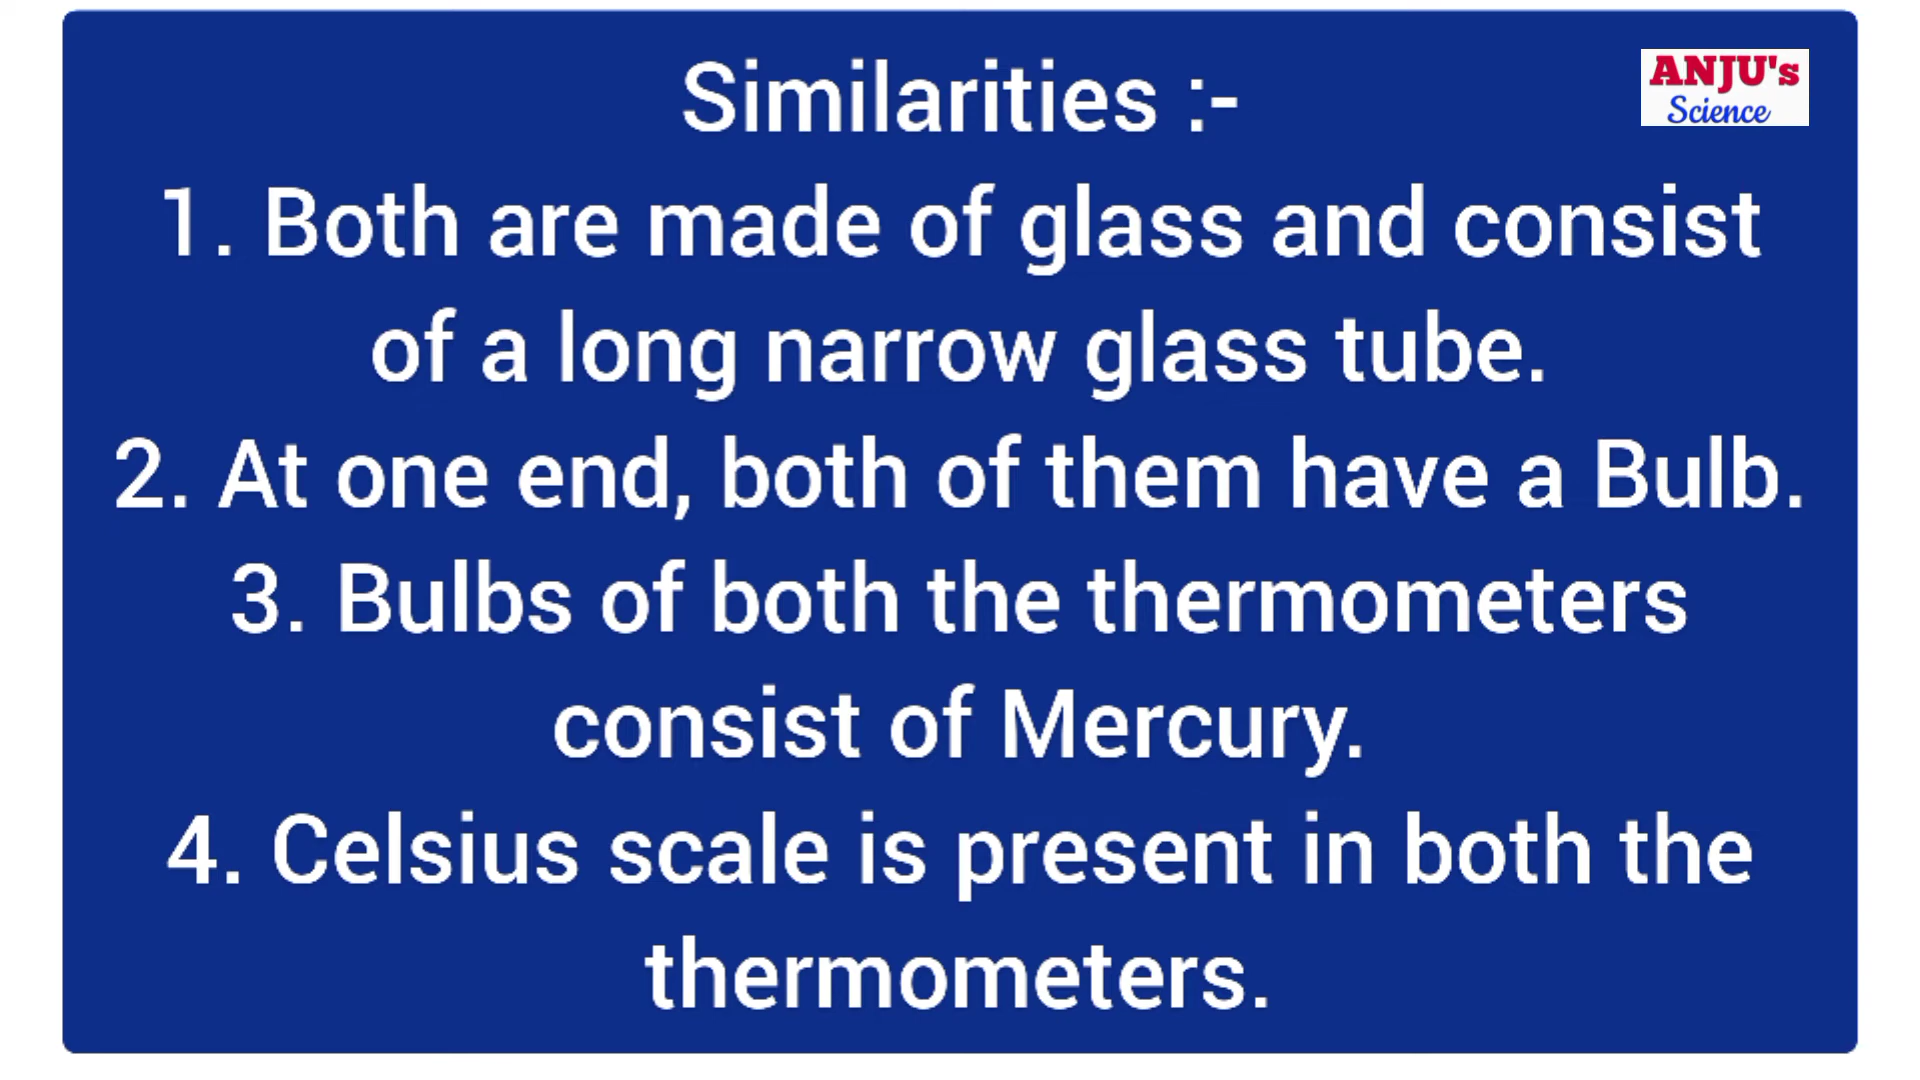 Similarities :-
ANJU's
Science
1. Both are made of glass and consist
of a long narrow glass tube.
2. At one end, both of them have a Bulb.
3. Bulbs of both the thermometers
consist of Mercury.
4. Celsius scale is present in both the
thermometers.